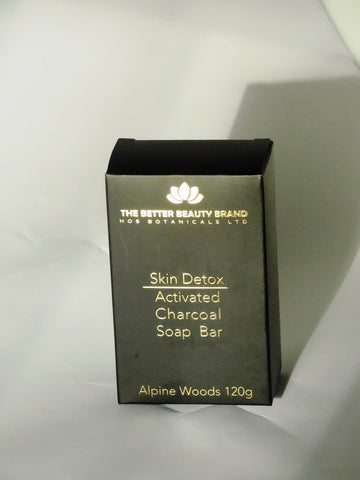 THE BETTER BEAUTY BRAND
HOS BOTANICALS LTD
Skin Detox
Activated
Charcoal
Soap Bar
Alpine Woods 120g